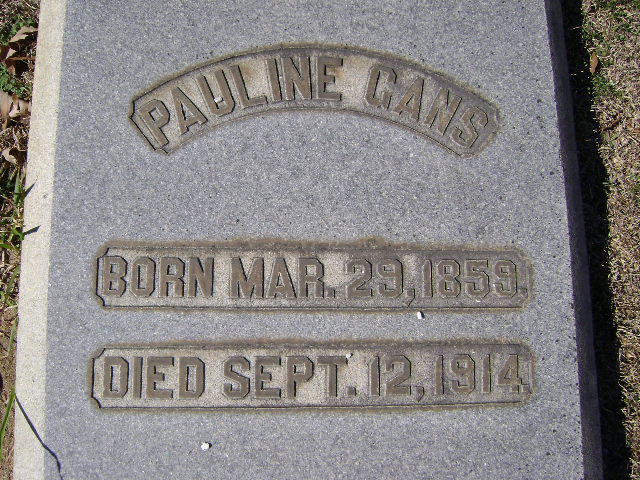 PAULINE GANS
BORN MAR. 29, 1859.
DIED SEPT. 12, 1914.